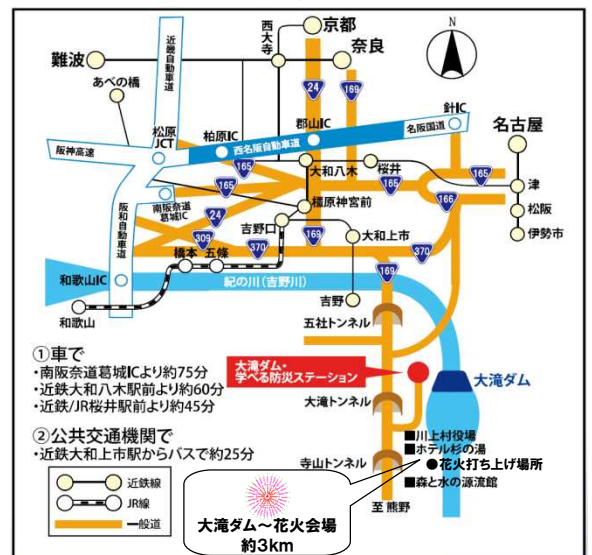 京都
西大寺
奈良
N
難波
近畿自動車道
あべの橋
24
169
針IC
郡山IC
名阪国道
名古屋
松原JCT
柏原IC
西名阪自動車道
阪神高速
165
大和八木
桜井
165
165
津
南阪奈道葛城IC
165
166
松阪
24
橿原神宮前
伊勢市
阪和自動車道
309
吉野口
370
169
大和上市
370
橋本
五條
169
和歌山IC
紀の川(吉野川)
吉野
和歌山
五社トンネル
①車で
・南阪奈道葛城ICより約75分
・近鉄大和八木駅前より約60分
・近鉄/JR桜井駅前より約45分
大滝ダム・
学べる防災ステーション
大滝ダム
大滝トンネル
②公共交通機関で
・近鉄大和上市駅からバスで約25分
■川上村役場
■ホテル杉の湯
●花火打ち上げ場所
■森と水の源流館
寺山トンネル
至 熊野
近鉄線
JR線
一般道
大滝ダム～花火会場
約3km